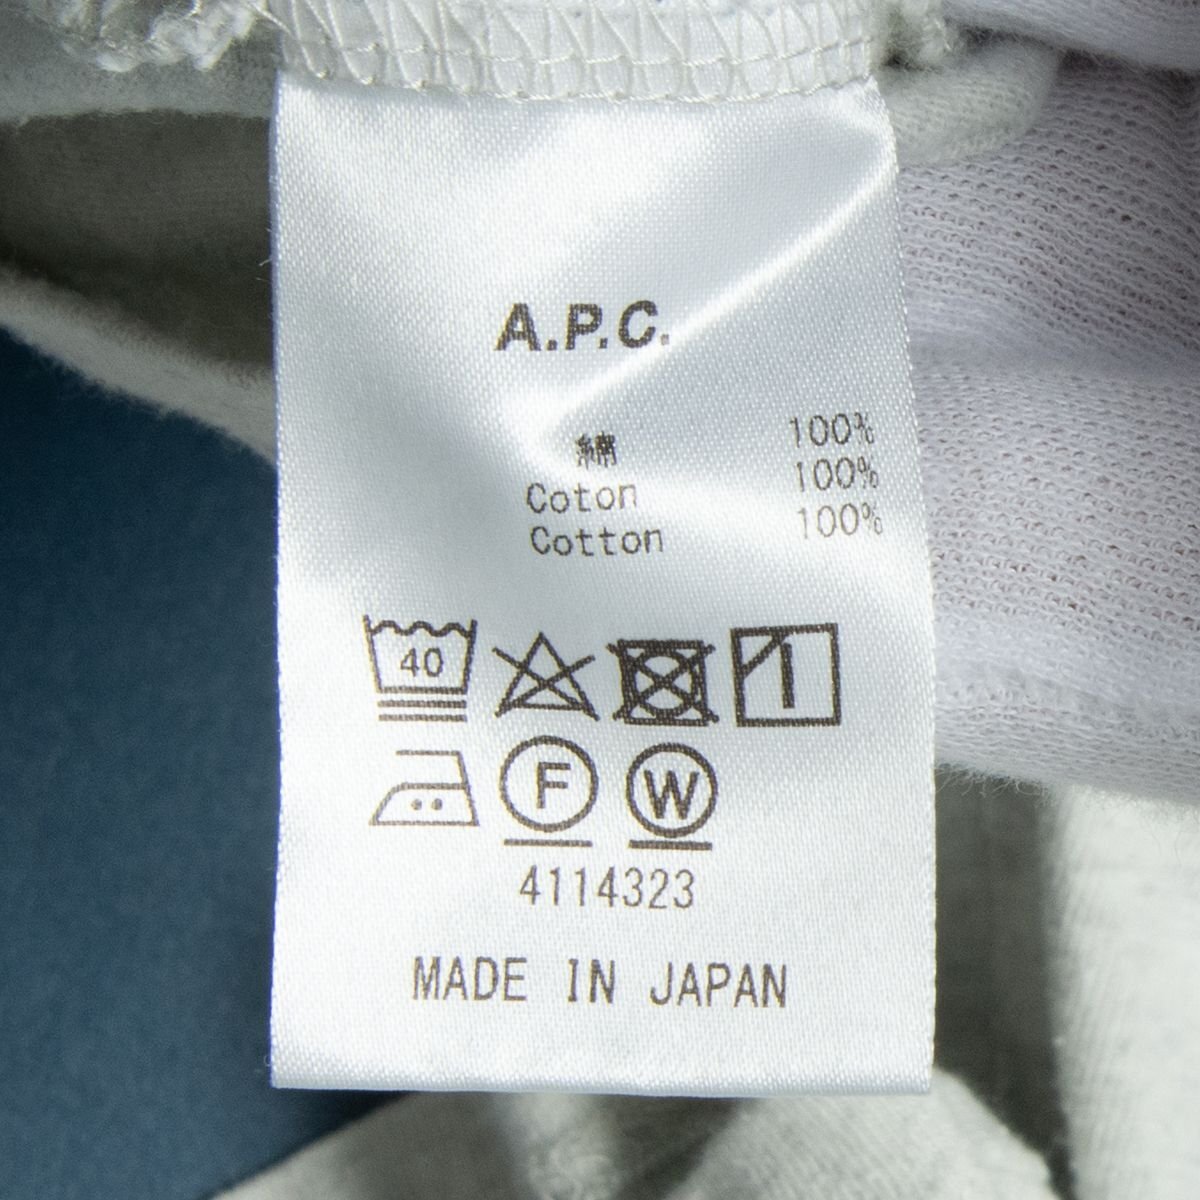 A.P.C.
綿 100%
Coton 100%
Cotton 100%
40
F W
4114323
MADE IN JAPAN